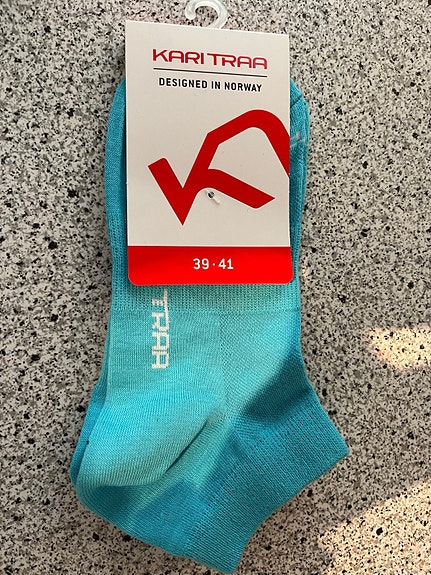 KARI TRAA
DESIGNED IN NORWAY
39 · 41
TRAA